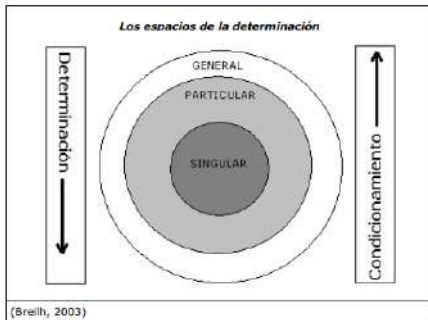 Los espacios de la determinación
Determinación
GENERAL
PARTICULAR
SINGULAR
Condicionamiento
(Breilh, 2003)